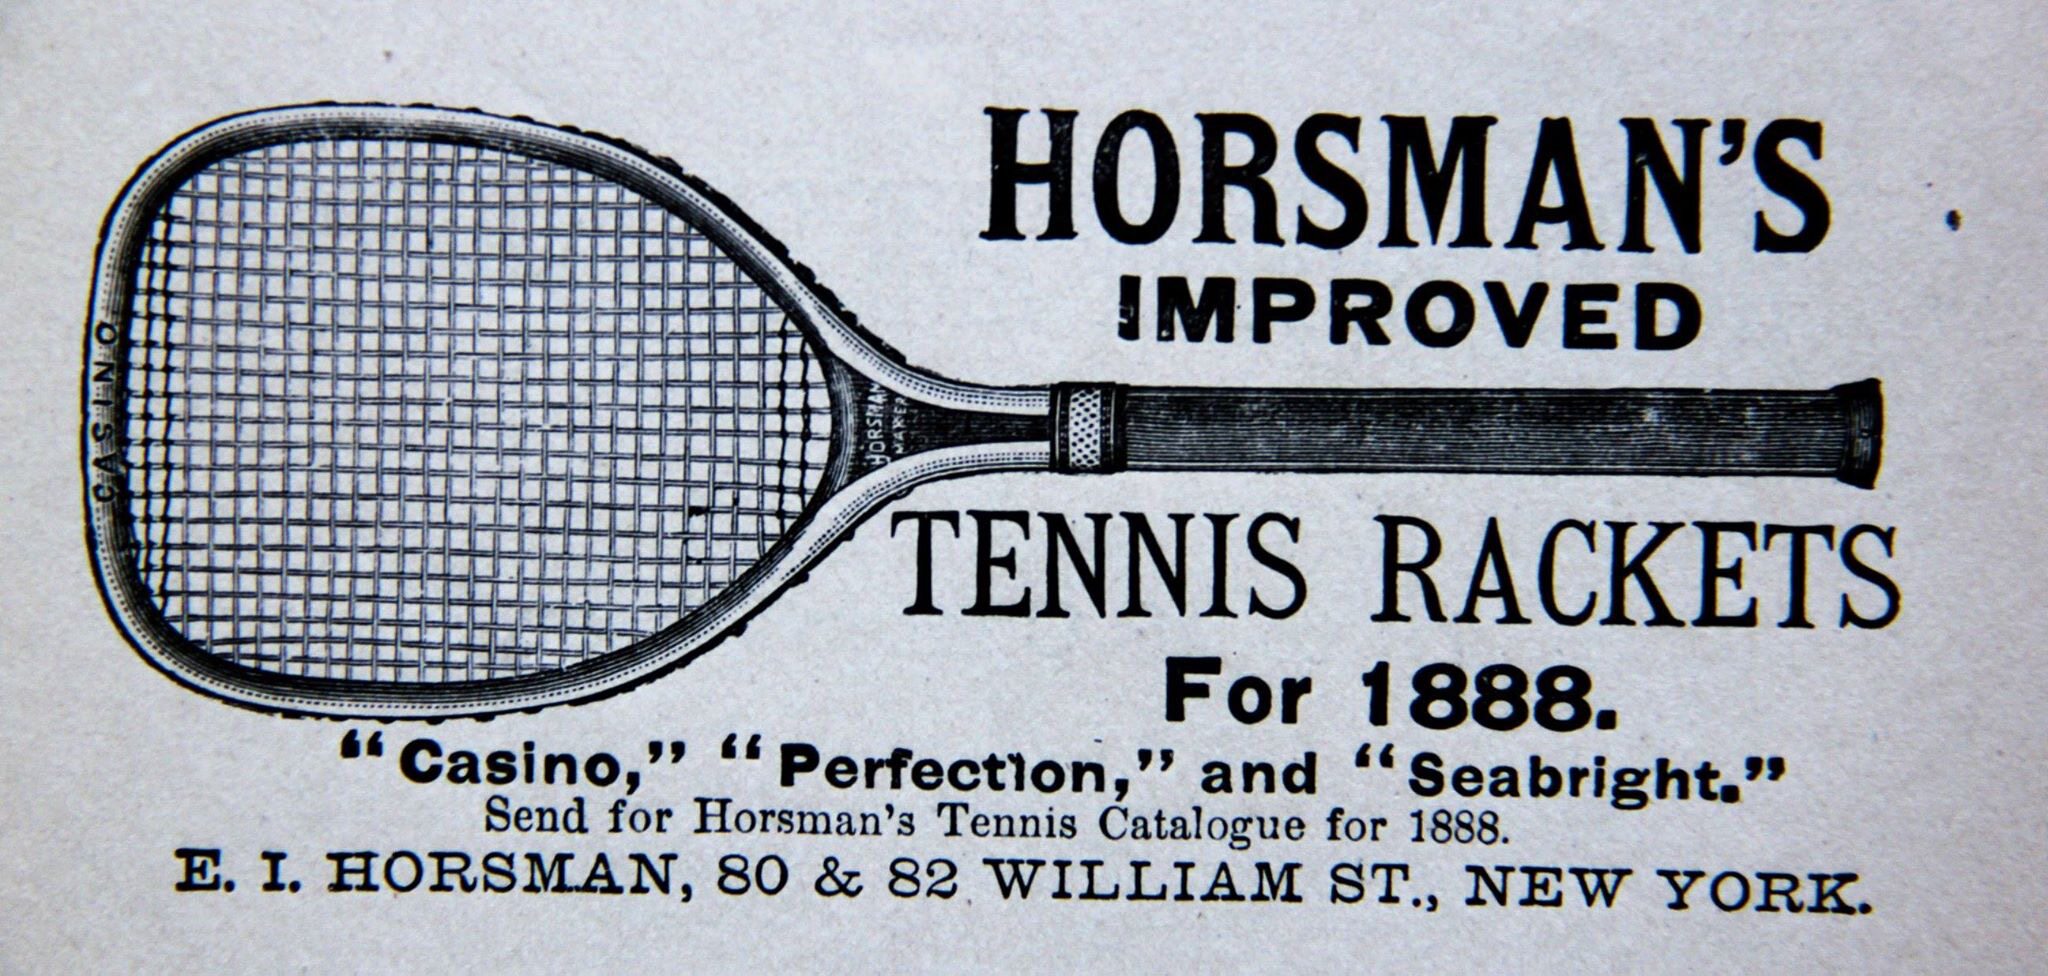 HORSMAN'S
IMPROVED
CASINO
HORSMAN
MAKER
TENNIS RACKETS
For 1888.
“Casino,” “Perfection,” and “Seabright.”
Send for Horsman's Tennis Catalogue for 1888.
E. I. HORSMAN, 80 & 82 WILLIAM ST., NEW YORK.